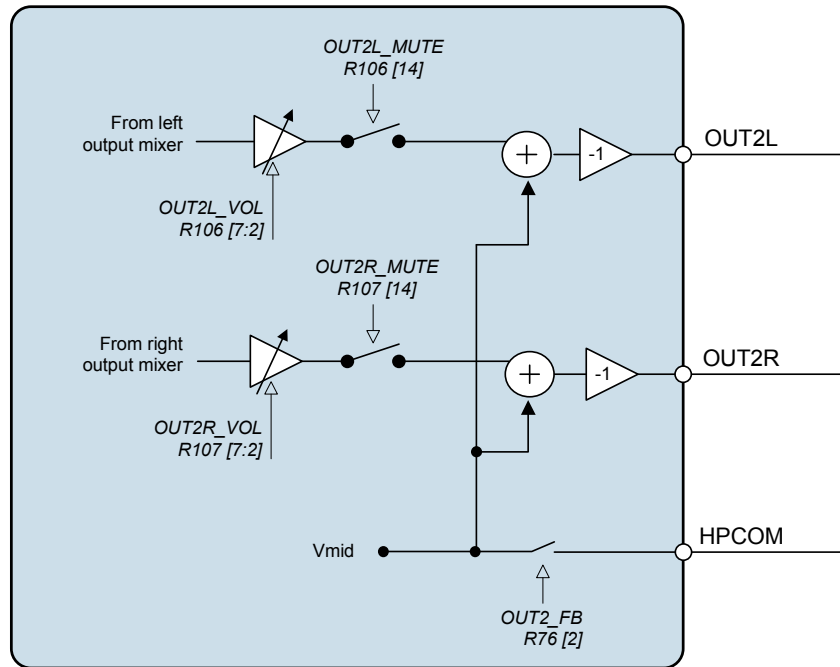 OUT2L_MUTE
R106 [14]
From left
output mixer
+
-1
OUT2L
OUT2L_VOL
R106 [7:2]
OUT2R_MUTE
R107 [14]
From right
output mixer
+
-1
OUT2R
OUT2R_VOL
R107 [7:2]
Vmid
HPCOM
OUT2_FB
R76 [2]